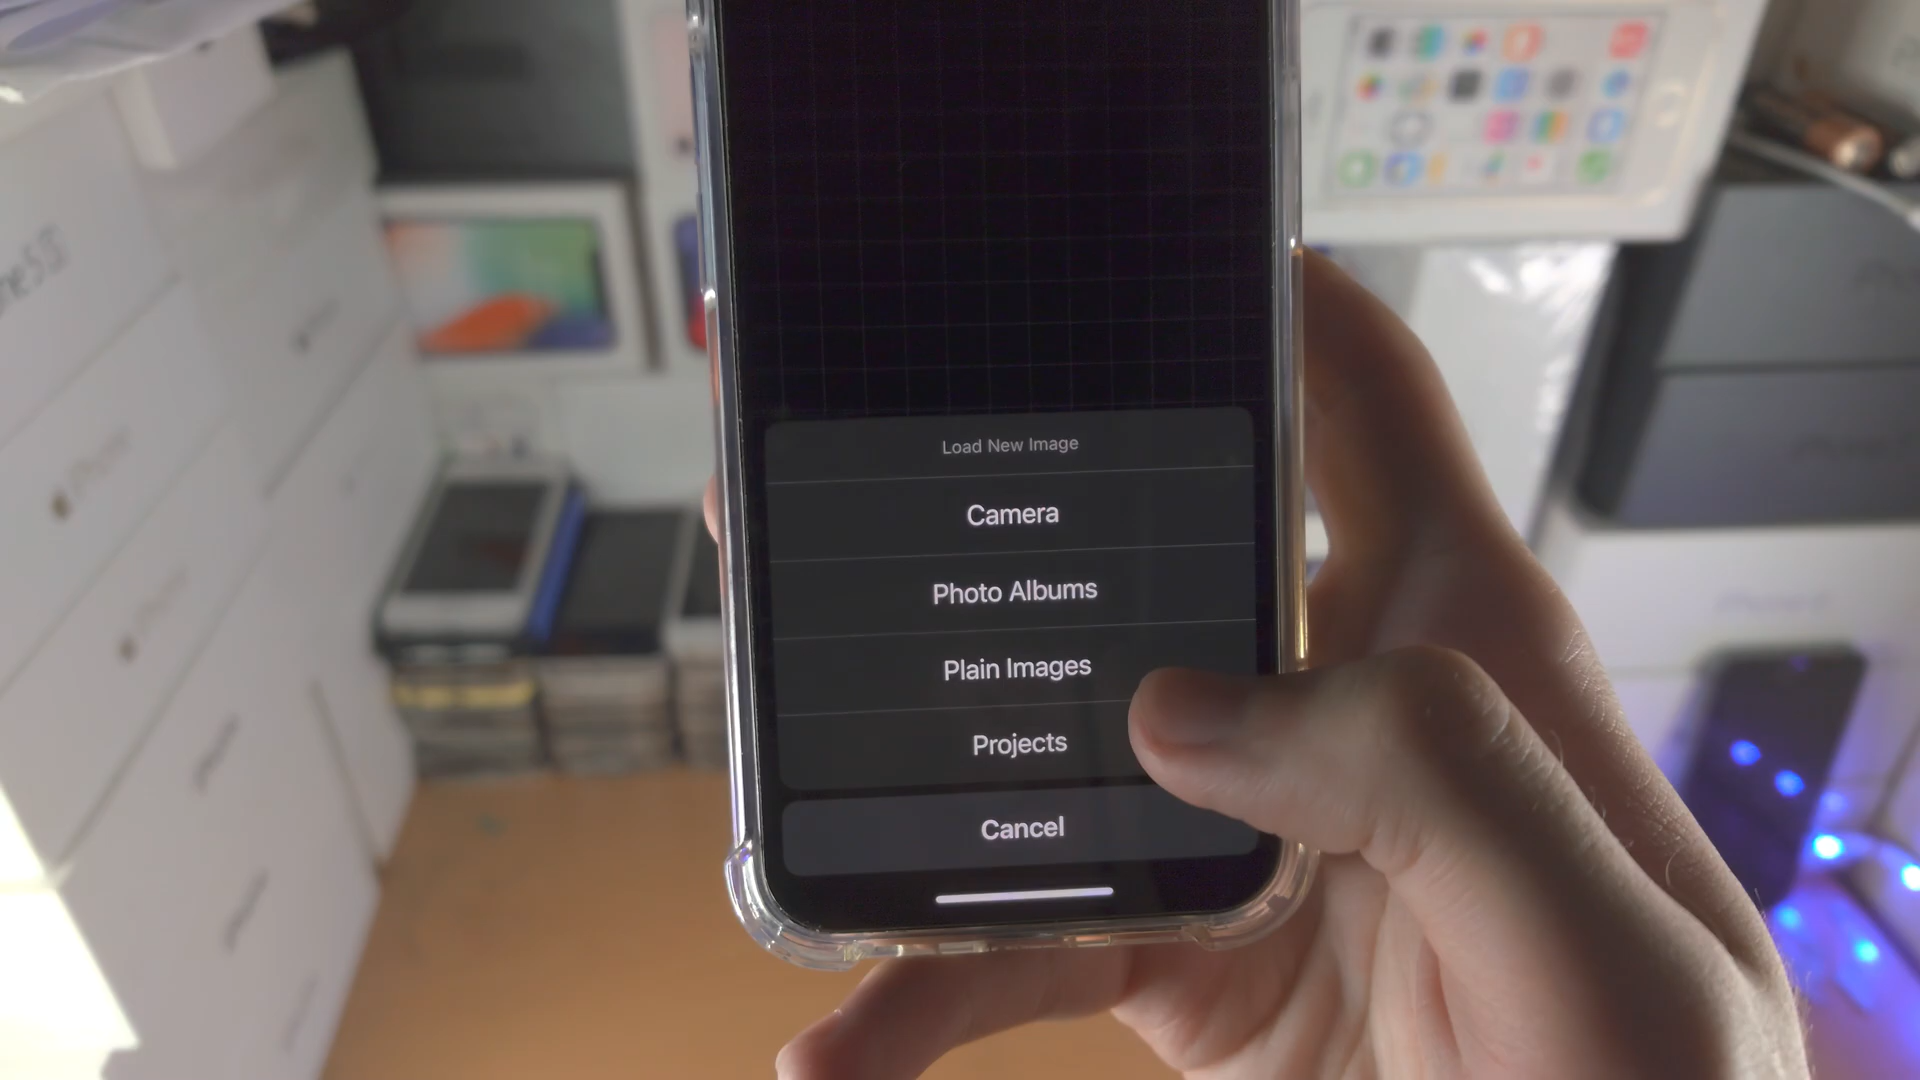 Load New Image
Camera
Photo Albums
Plain Images
Projects
Cancel